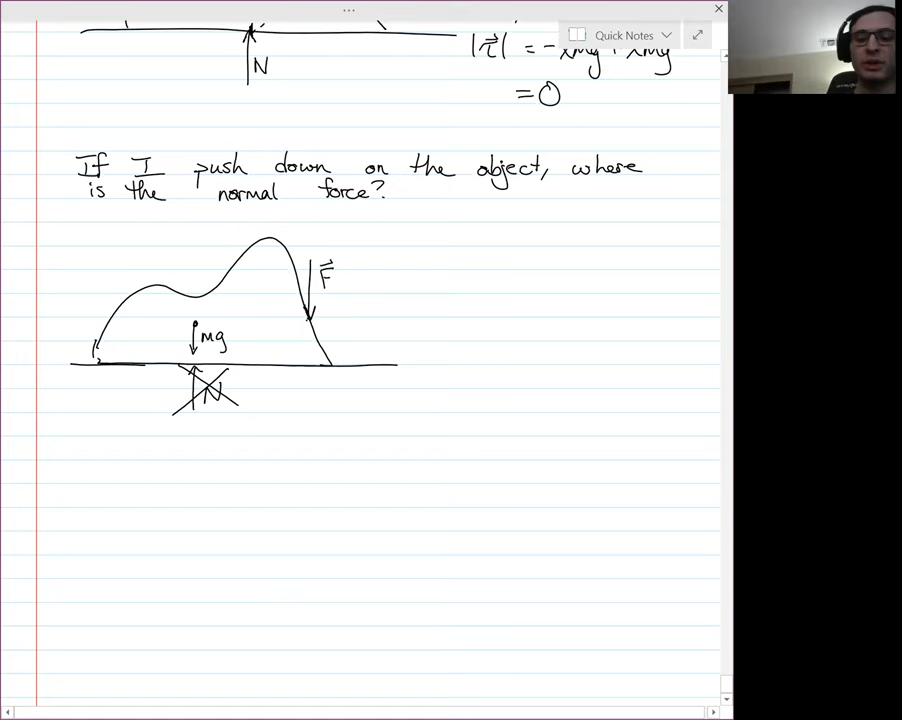 Quick Notes
N
|τ⃗| = - xmg + xmg
= 0
If I push down on the object, where
is the normal force?
F⃗
mg
N